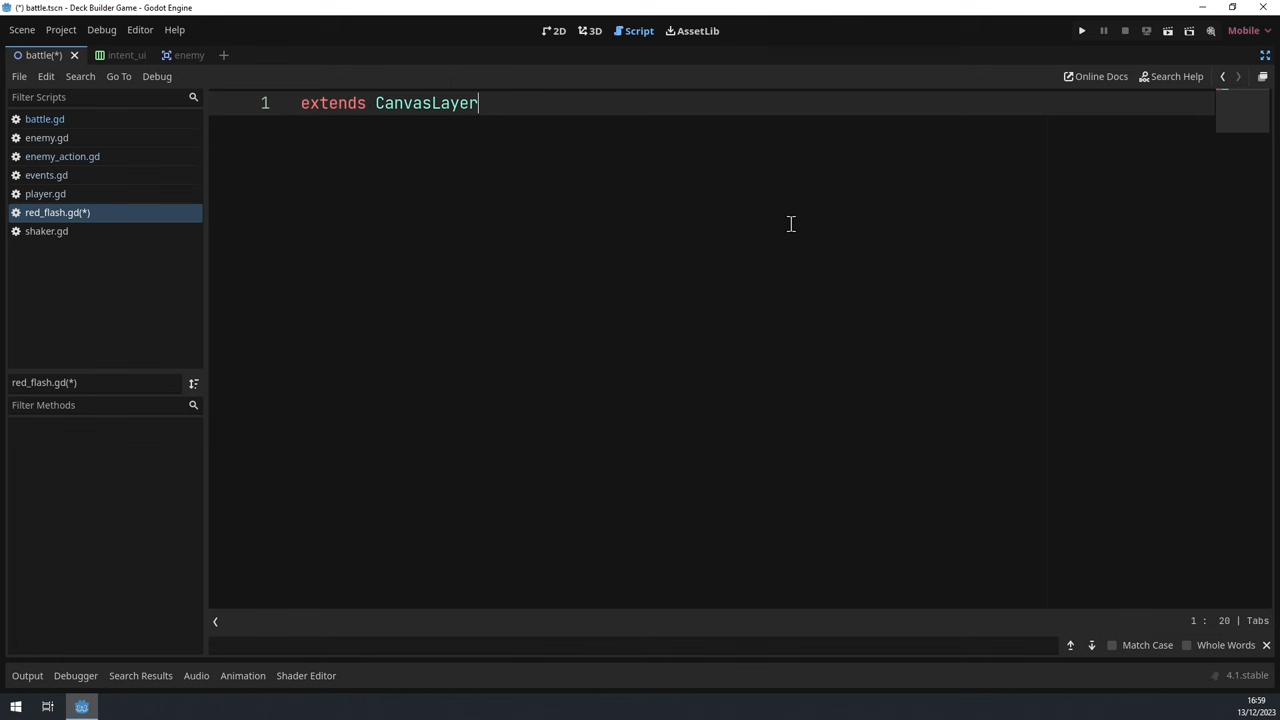 (*) battle.tscn - Deck Builder Game - Godot Engine
Scene Project Debug Editor Help
2D 3D Script AssetLib
Mobile
battle(*) intent_ui enemy
File Edit Search Go To Debug
Online Docs Search Help
Filter Scripts
battle.gd
enemy.gd
enemy_action.gd
events.gd
player.gd
red_flash.gd(*)
shaker.gd
red_flash.gd(*)
Filter Methods
1 extends CanvasLayer
1 : 20 | Tabs
Match Case Whole Words
Output Debugger Search Results Audio Animation Shader Editor
4.1.stable
16:59
13/12/2023